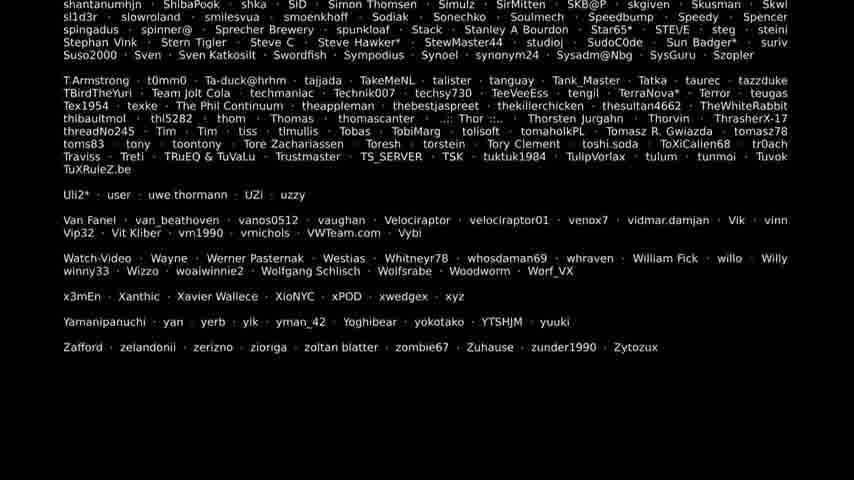 shantanumhjn · ShibaPook · shka · SiD · Simon Thomsen · Simulz · SirMitten · SKB@P · skgiven · Skusman · Skwl
sl1d3r · slowroland · smilesvua · smoenkhoff · Sodiak · Sonechko · Soulmech · Speedbump · Speedy · Spencer
spingadus · spinner@ · Sprecher Brewery · spunkloaf · Stack · Stanley A Bourdon · Star65* · STE\/E · steg · steini
Stephan Vink · Stern Tigler · Steve C · Steve Hawker* · StewMaster44 · studioj · SudoC0de · Sun Badger* · suriv
Suso2000 · Sven · Sven Katkosilt · Swordfish · Sympodius · Synoel · synonym24 · Sysadm@Nbg · SysGuru · Szopler
T.Armstrong · t0mm0 · Ta-duck@hrhm · tajjada · TakeMeNL · talister · tanguay · Tank_Master · Tatka · taurec · tazzduke
TBirdTheYuri · Team Jolt Cola · techmaniac · Technik007 · techsy730 · TeeVeeEss · tengil · TerraNova* · Terror · teugas
Tex1954 · texke · The Phil Continuum · theappleman · thebestjaspreet · thekillerchicken · thesultan4662 · TheWhiteRabbit
thibaultmol · thl5282 · thom · Thomas · thomascanter · ..:: Thor ::.. · Thorsten Jurgahn · Thorvin · ThrasherX-17
threadNo245 · Tim · Tim · tiss · tlmullis · Tobas · TobiMarg · tolisoft · tomaholkPL · Tomasz R. Gwiazda · tomasz78
toms83 · tony · toontony · Tore Zachariassen · Toresh · torstein · Tory Clement · toshi.soda · ToXiCalien68 · tr0ach
Traviss · Treti · TRuEQ & TuVaLu · Trustmaster · TS_SERVER · TSK · tuktuk1984 · TulipVorlax · tulum · tunmoi · Tuvok
TuXRuleZ.be
Uli2* · user · uwe thormann · UZi · uzzy
Van Fanel · van_beathoven · vanos0512 · vaughan · Velociraptor · velociraptor01 · venox7 · vidmar.damjan · Vik · vinn
Vip32 · Vit Kliber · vm1990 · vmichols · VWTeam.com · Vybi
Watch-Video · Wayne · Werner Pasternak · Westias · Whitneyr78 · whosdaman69 · whraven · William Fick · willo · Willy
winny33 · Wizzo · woaiwinnie2 · Wolfgang Schlisch · Wolfsrabe · Woodworm · Worf_VX
x3mEn · Xanthic · Xavier Wallece · XioNYC · xPOD · xwedgex · xyz
Yamanipanuchi · yan · yerb · ylk · yman_42 · Yoghibear · yokotako · YTSHJM · yuuki
Zafford · zelandonii · zerizno · zioriga · zoltan blatter · zombie67 · Zuhause · zunder1990 · Zytozux